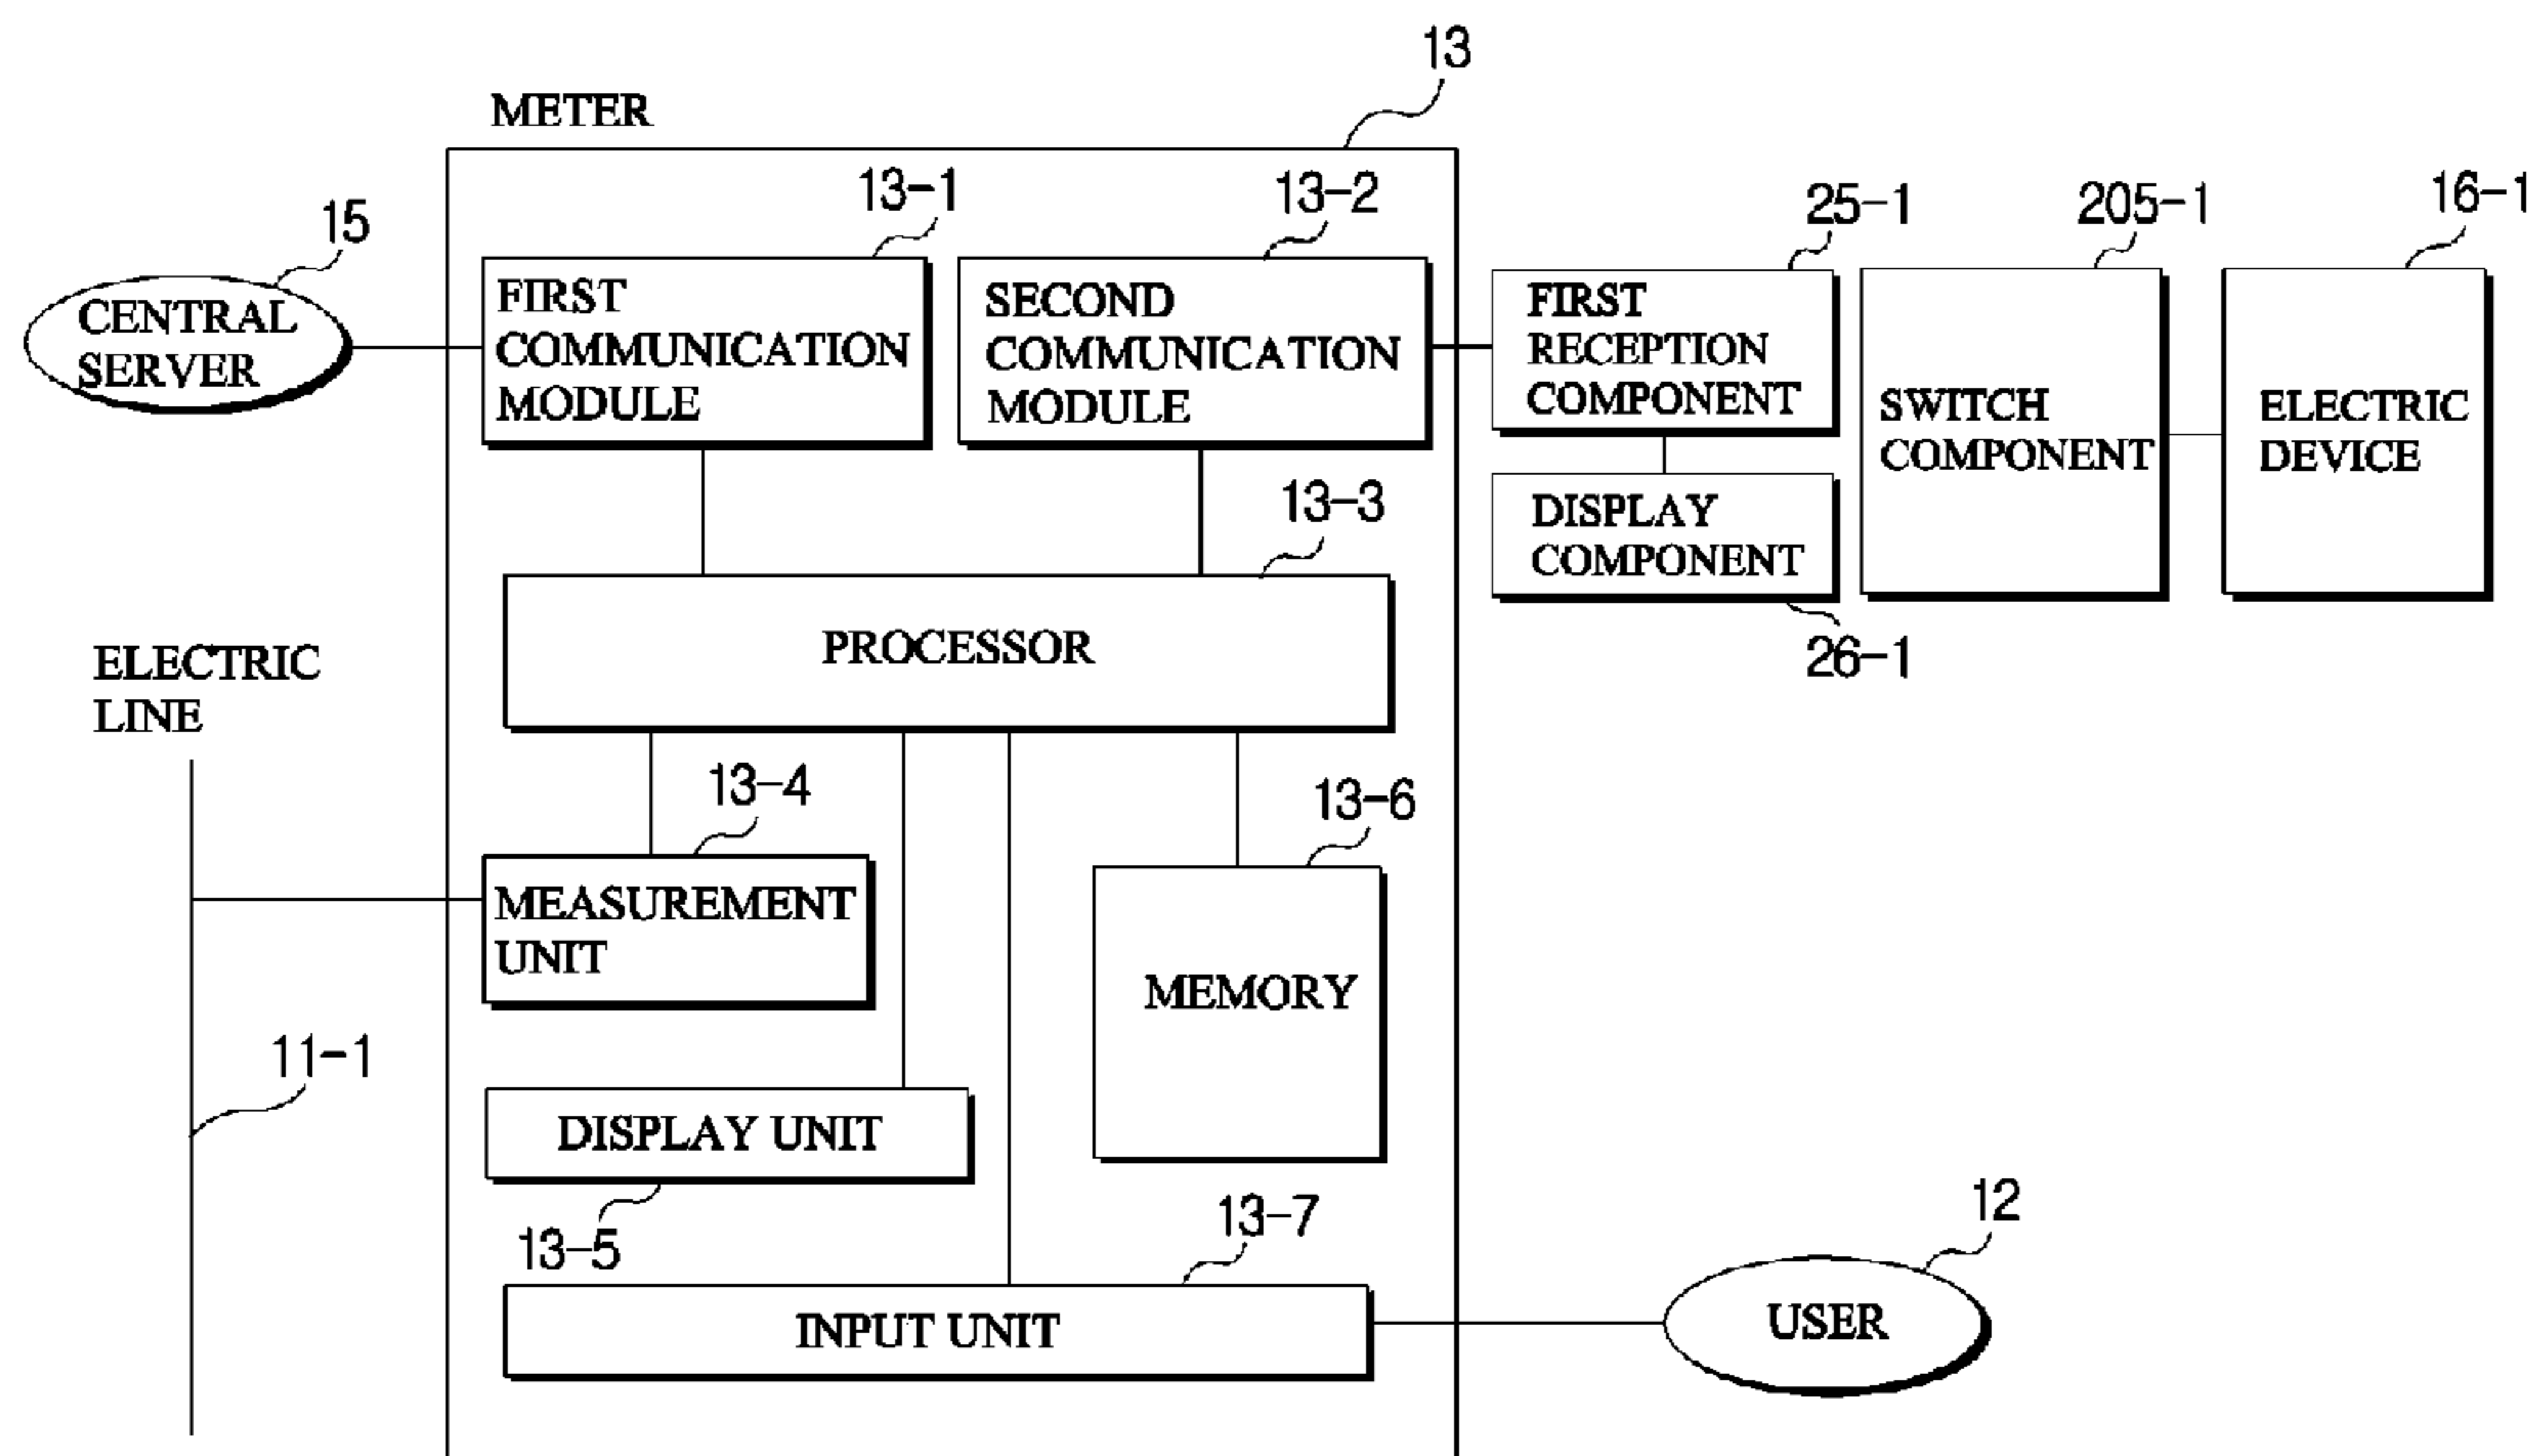 13
METER
13-1
13-2
25-1
205-1
16-1
15
CENTRAL
SERVER
FIRST
COMMUNICATION
MODULE
SECOND
COMMUNICATION
MODULE
FIRST
RECEPTION
COMPONENT
SWITCH
COMPONENT
ELECTRIC
DEVICE
DISPLAY
COMPONENT
26-1
13-3
PROCESSOR
ELECTRIC
LINE
13-4
13-6
MEASUREMENT
UNIT
MEMORY
11-1
DISPLAY UNIT
13-5
13-7
12
INPUT UNIT
USER